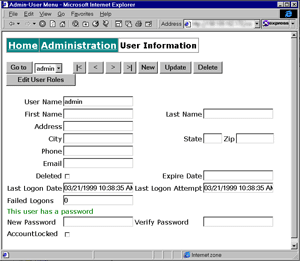 Admin-User Menu - Microsoft Internet Explorer
File Edit View Go Favorites Help
Address
Home Administration User Information
Go to admin |< < > >| New Update Delete
Edit User Roles
User Name admin
First Name Last Name
Address
City State Zip
Phone
Email
Deleted Expire Date
Last Logon Date 03/21/1999 10:38:35 AM Last Logon Attempt 03/21/1999 10:38:35 AM
Failed Logons 0
This user has a password
New Password Verify Password
AccountLocked
Internet zone